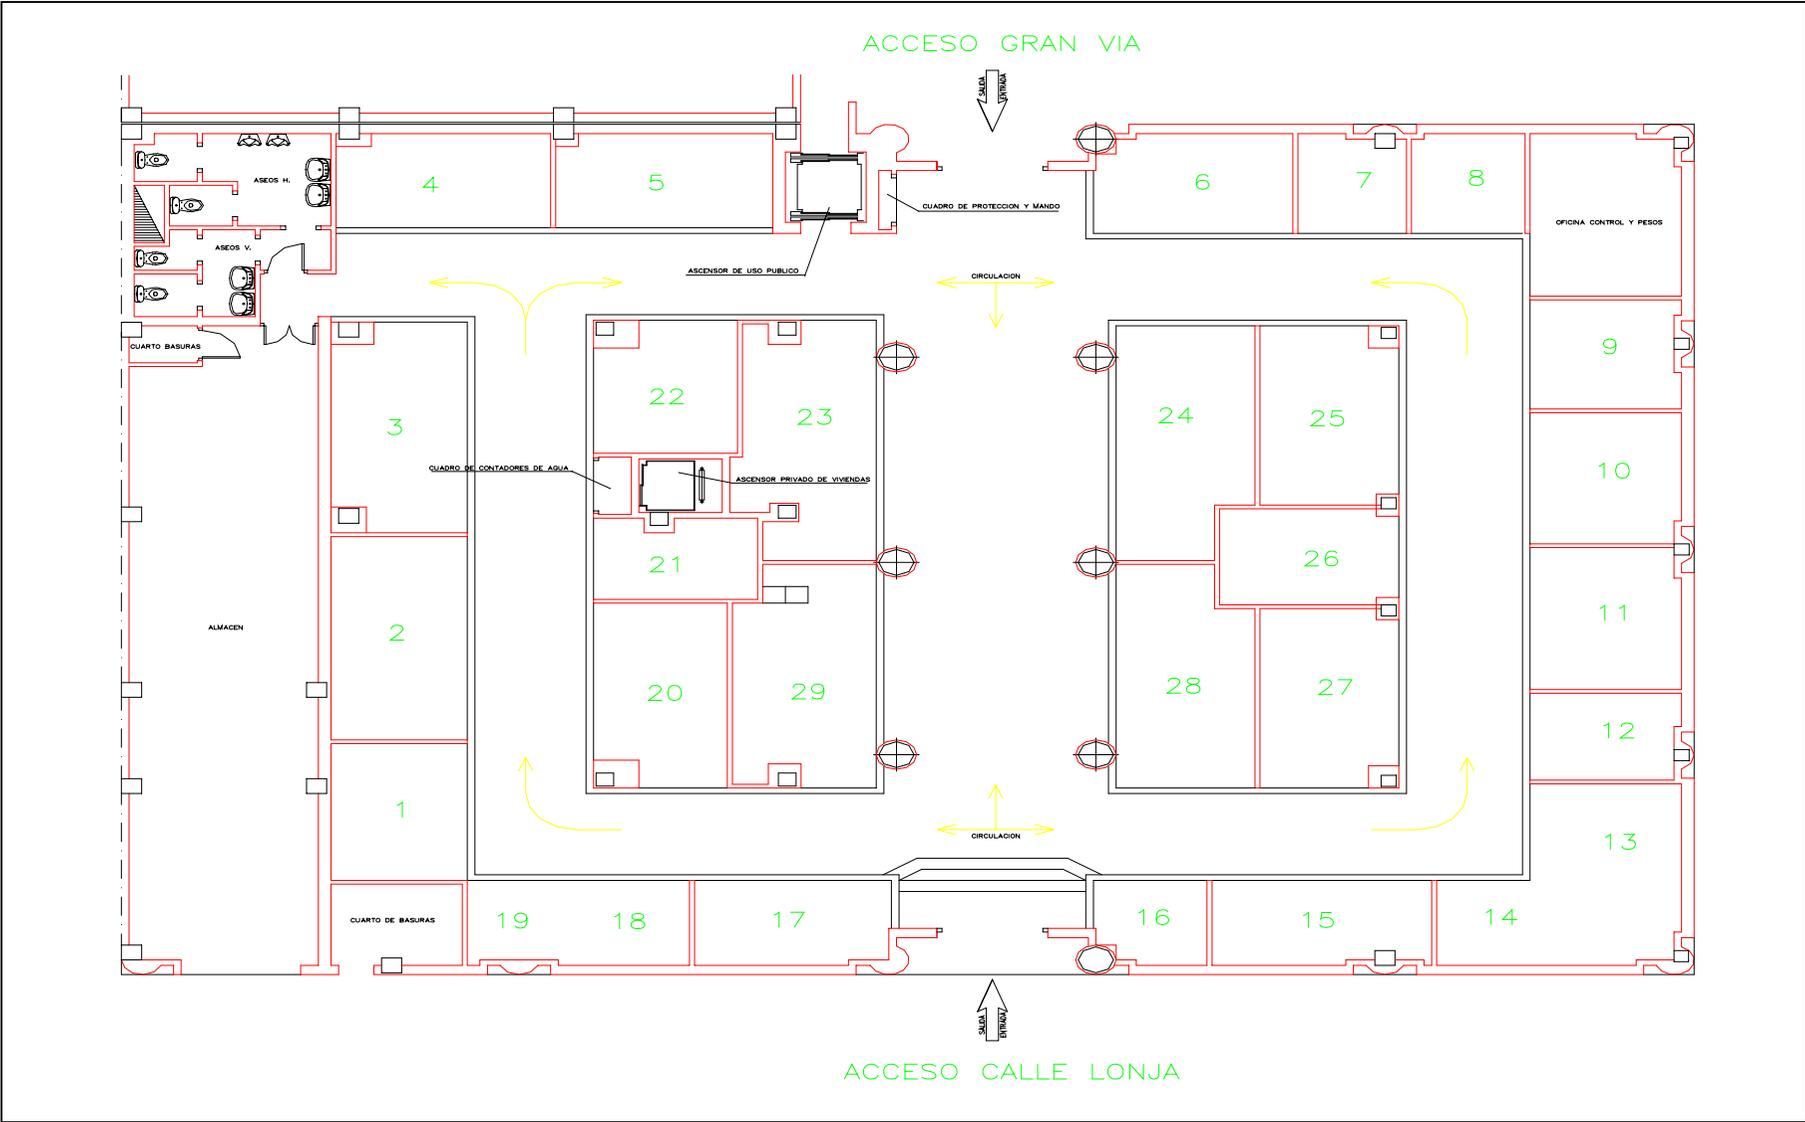 ACCESO GRAN VIA
SALIDA
ENTRADA
ASEOS H.
4
5
6
7
8
CUADRO DE PROTECCION Y MANDO
OFICINA CONTROL Y PESOS
ASEOS V.
ASCENSOR DE USO PUBLICO
CIRCULACION
CUARTO BASURAS
9
22
23
24
25
3
CUADRO DE CONTADORES DE AGUA
ASCENSOR PRIVADO DE VIVIENDAS
10
21
26
11
ALMACEN
2
20
29
28
27
12
1
CIRCULACION
13
CUARTO DE BASURAS
19
18
17
16
15
14
SALIDA
ENTRADA
ACCESO CALLE LONJA